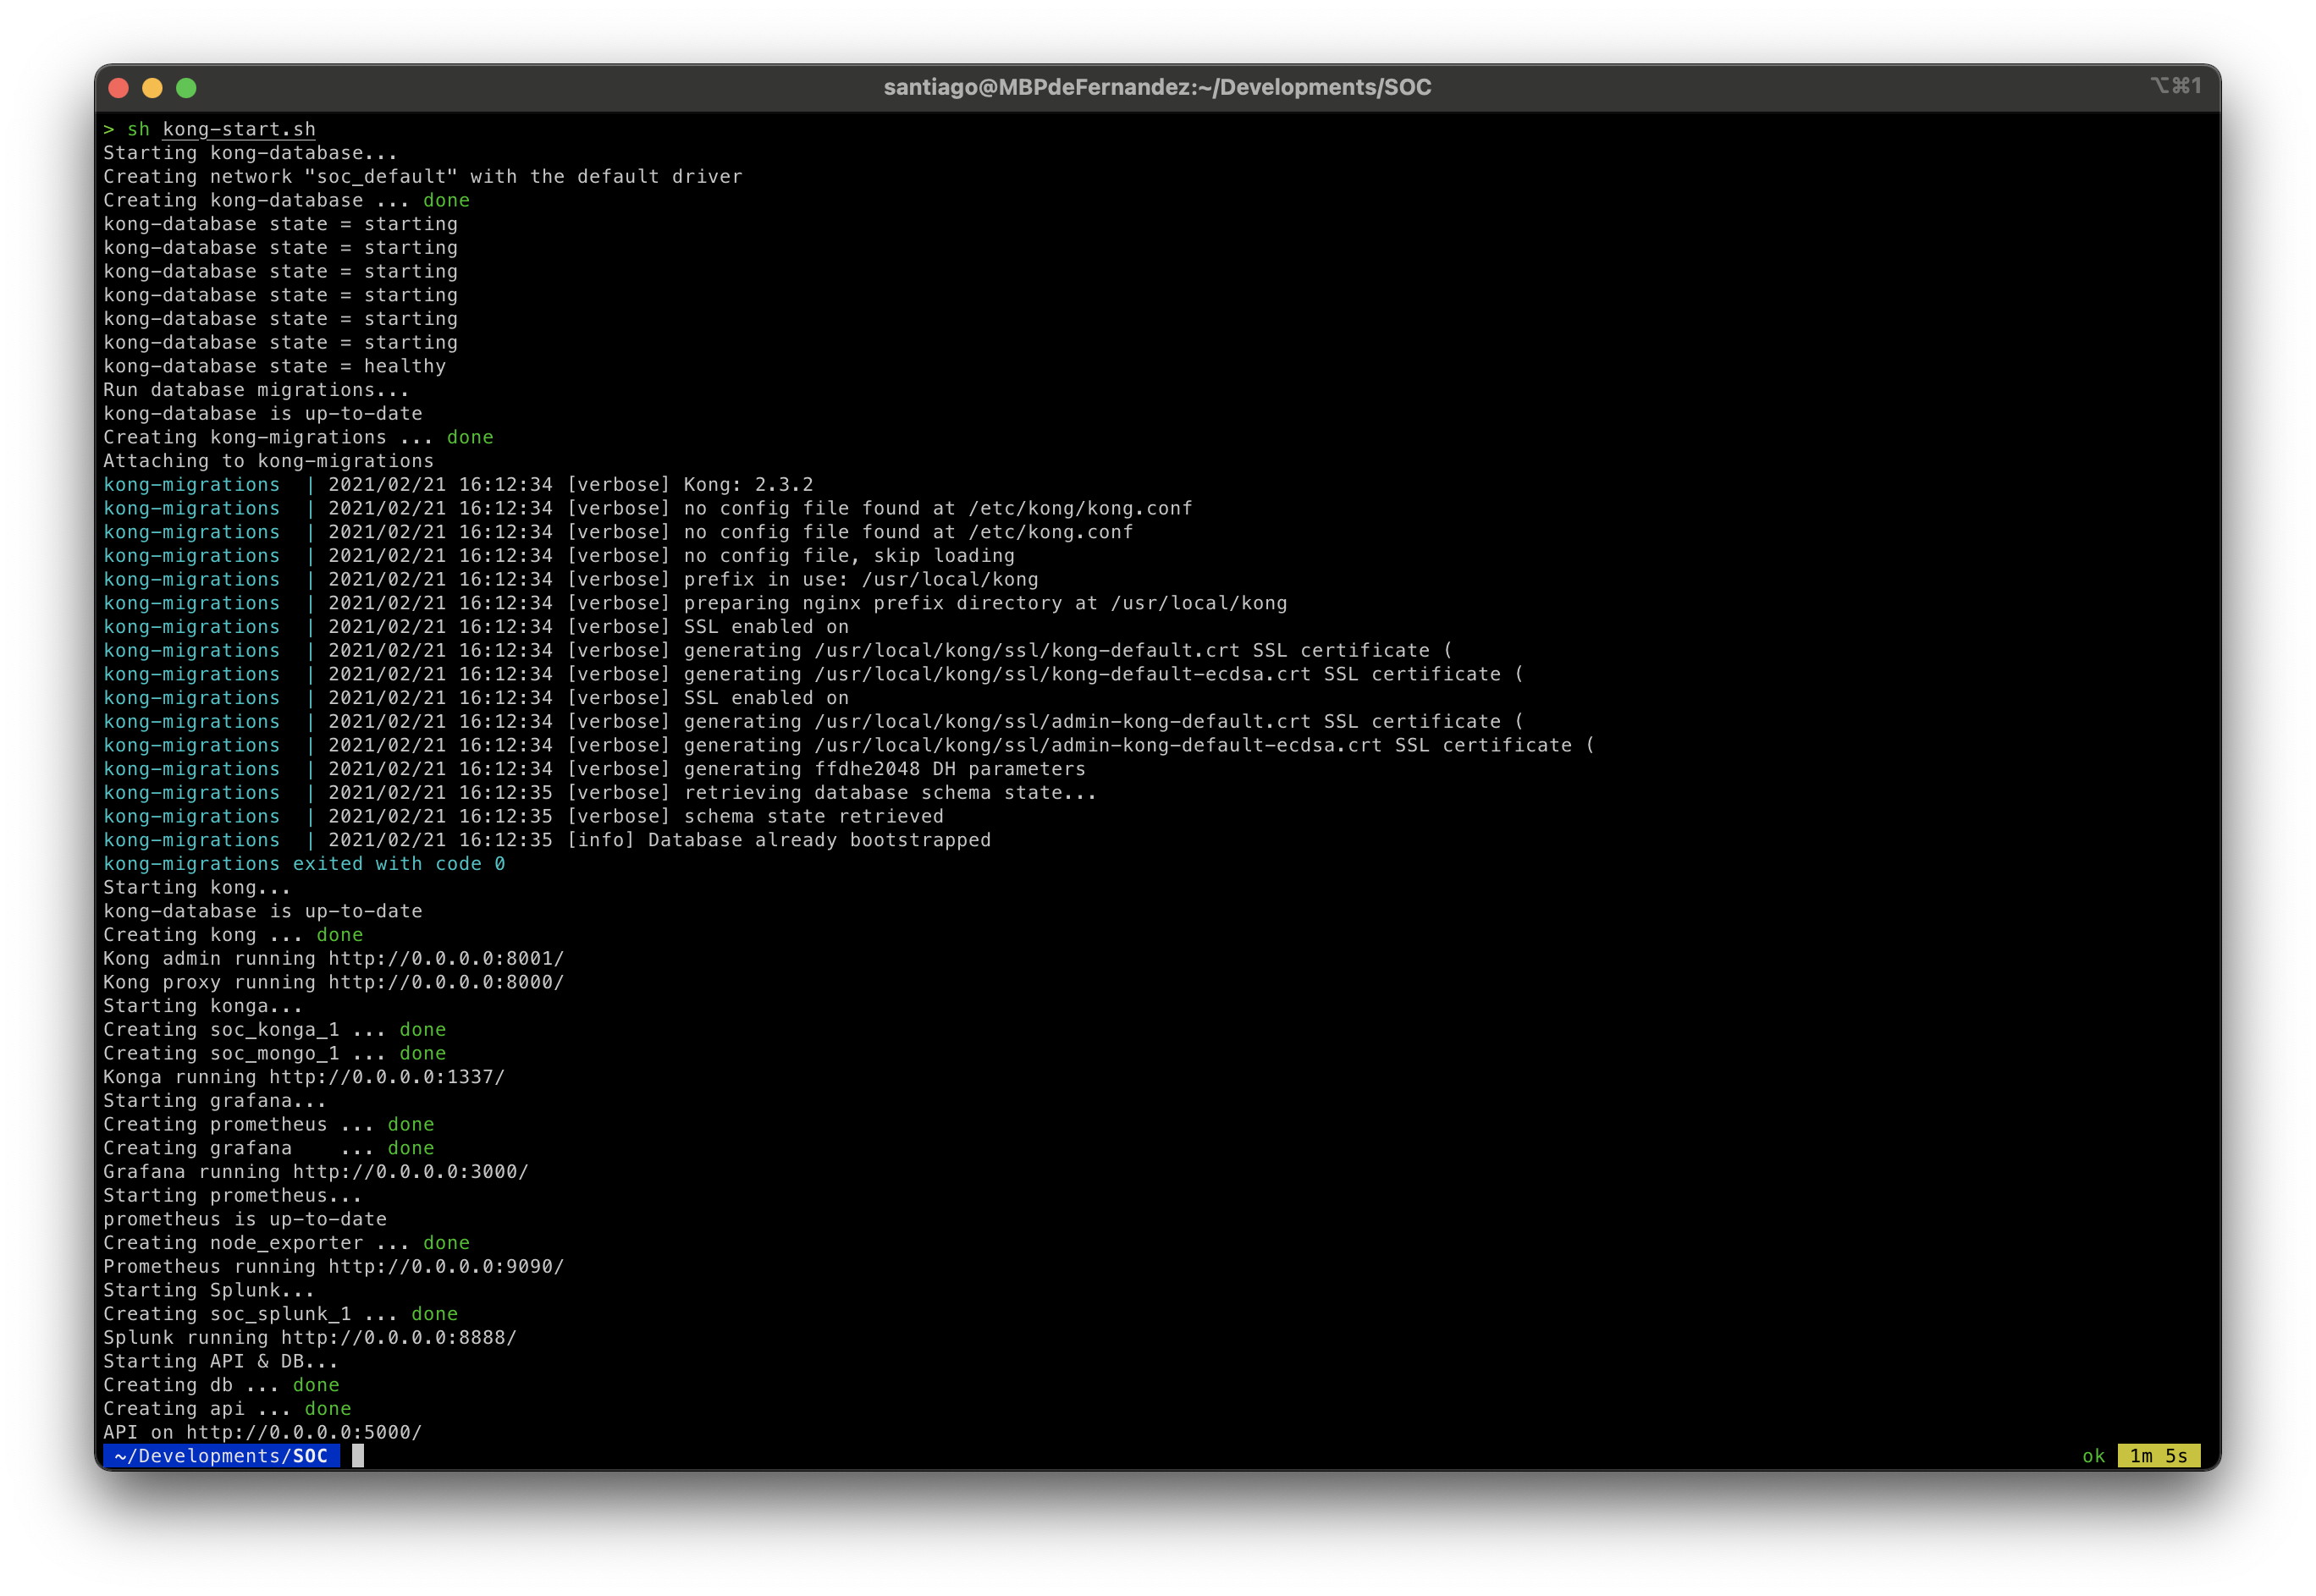 santiago@MBPdeFernandez:~/Developments/SOC
⌥⌘1
> sh kong-start.sh
Starting kong-database...
Creating network "soc_default" with the default driver
Creating kong-database ... done
kong-database state = starting
kong-database state = starting
kong-database state = starting
kong-database state = starting
kong-database state = starting
kong-database state = starting
kong-database state = healthy
Run database migrations...
kong-database is up-to-date
Creating kong-migrations ... done
Attaching to kong-migrations
kong-migrations  | 2021/02/21 16:12:34 [verbose] Kong: 2.3.2
kong-migrations  | 2021/02/21 16:12:34 [verbose] no config file found at /etc/kong/kong.conf
kong-migrations  | 2021/02/21 16:12:34 [verbose] no config file found at /etc/kong.conf
kong-migrations  | 2021/02/21 16:12:34 [verbose] no config file, skip loading
kong-migrations  | 2021/02/21 16:12:34 [verbose] prefix in use: /usr/local/kong
kong-migrations  | 2021/02/21 16:12:34 [verbose] preparing nginx prefix directory at /usr/local/kong
kong-migrations  | 2021/02/21 16:12:34 [verbose] SSL enabled on
kong-migrations  | 2021/02/21 16:12:34 [verbose] generating /usr/local/kong/ssl/kong-default.crt SSL certificate (
kong-migrations  | 2021/02/21 16:12:34 [verbose] generating /usr/local/kong/ssl/kong-default-ecdsa.crt SSL certificate (
kong-migrations  | 2021/02/21 16:12:34 [verbose] SSL enabled on
kong-migrations  | 2021/02/21 16:12:34 [verbose] generating /usr/local/kong/ssl/admin-kong-default.crt SSL certificate (
kong-migrations  | 2021/02/21 16:12:34 [verbose] generating /usr/local/kong/ssl/admin-kong-default-ecdsa.crt SSL certificate (
kong-migrations  | 2021/02/21 16:12:34 [verbose] generating ffdhe2048 DH parameters
kong-migrations  | 2021/02/21 16:12:35 [verbose] retrieving database schema state...
kong-migrations  | 2021/02/21 16:12:35 [verbose] schema state retrieved
kong-migrations  | 2021/02/21 16:12:35 [info] Database already bootstrapped
kong-migrations exited with code 0
Starting kong...
kong-database is up-to-date
Creating kong ... done
Kong admin running http://0.0.0.0:8001/
Kong proxy running http://0.0.0.0:8000/
Starting konga...
Creating soc_konga_1 ... done
Creating soc_mongo_1 ... done
Konga running http://0.0.0.0:1337/
Starting grafana...
Creating prometheus ... done
Creating grafana    ... done
Grafana running http://0.0.0.0:3000/
Starting prometheus...
prometheus is up-to-date
Creating node_exporter ... done
Prometheus running http://0.0.0.0:9090/
Starting Splunk...
Creating soc_splunk_1 ... done
Splunk running http://0.0.0.0:8888/
Starting API & DB...
Creating db ... done
Creating api ... done
API on http://0.0.0.0:5000/
~/Developments/SOC ok 1m 5s